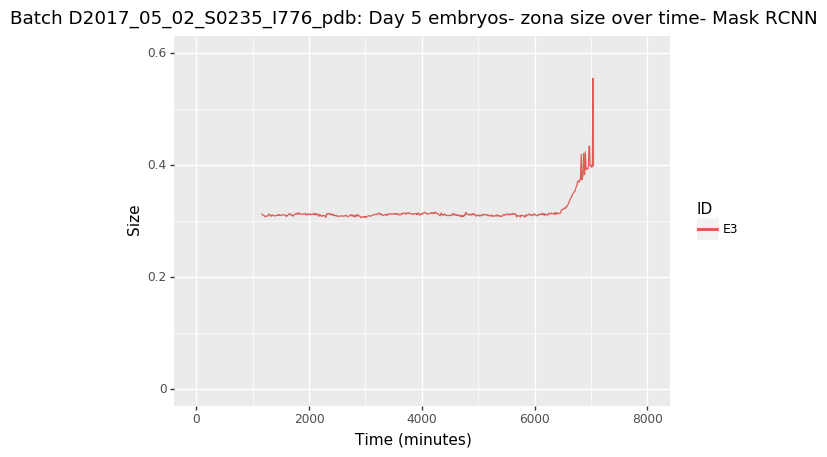 Batch D2017_05_02_S0235_I776_pdb: Day 5 embryos- zona size over time- Mask RCNN
0.6
0.4
0.2
0
Size
0 2000 4000 6000 8000
Time (minutes)
ID
E3